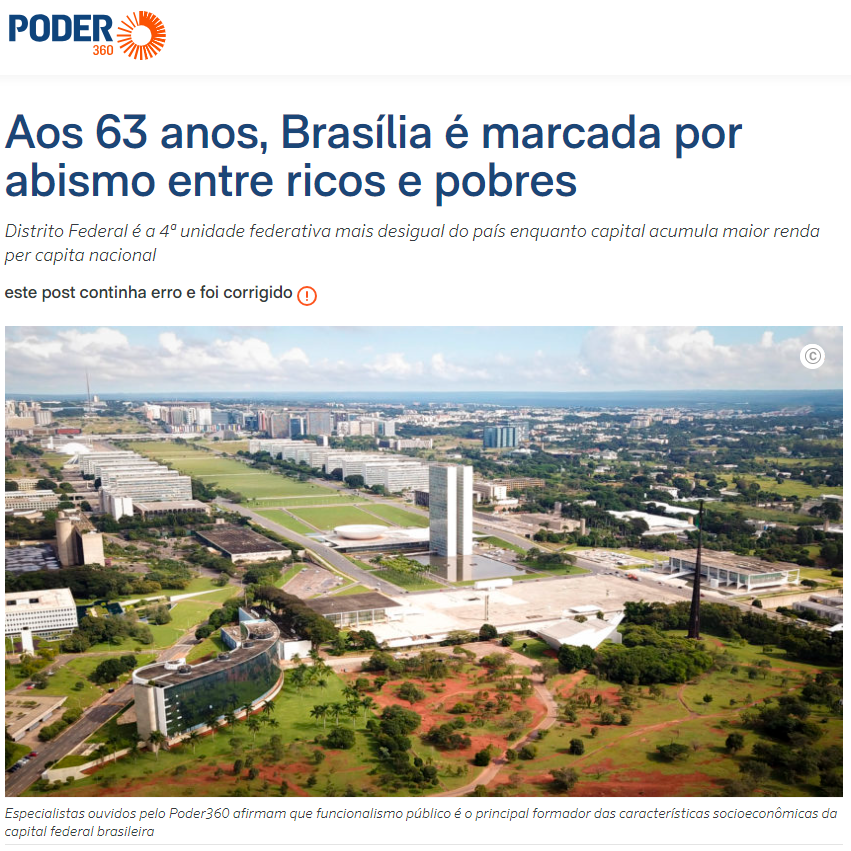 PODER
360
Aos 63 anos, Brasília é marcada por
abismo entre ricos e pobres
Distrito Federal é a 4ª unidade federativa mais desigual do país enquanto capital acumula maior renda
per capita nacional
este post continha erro e foi corrigido
©
Especialistas ouvidos pelo Poder360 afirmam que funcionalismo público é o principal formador das características socioeconômicas da
capital federal brasileira